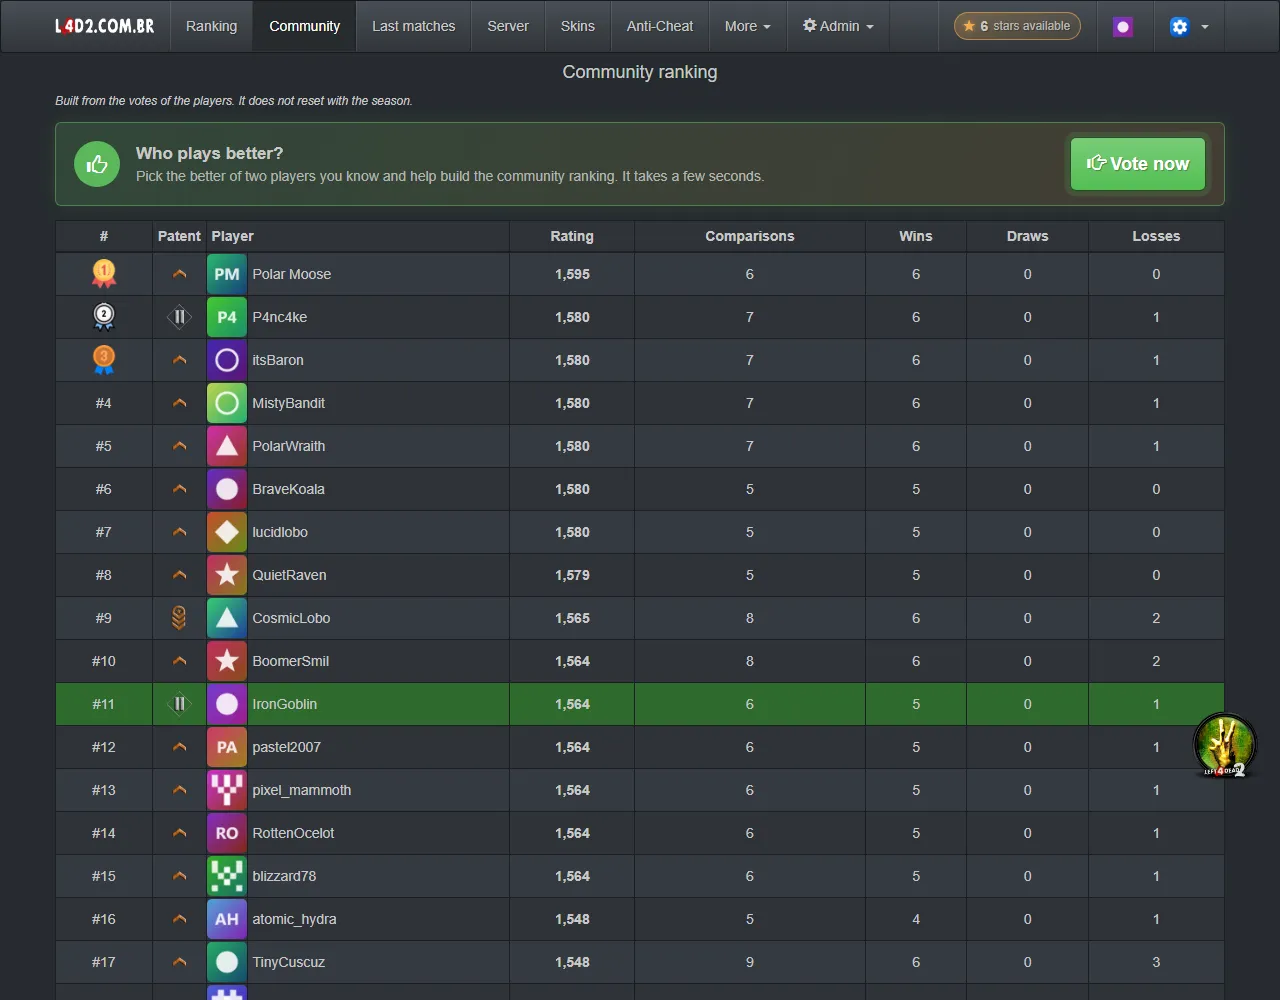 L4D2.COM.BR Ranking Community Last matches Server Skins Anti-Cheat More Admin 6 stars available
Community ranking
Built from the votes of the players. It does not reset with the season.
Who plays better?
Pick the better of two players you know and help build the community ranking. It takes a few seconds.
Vote now
# Patent Player Rating Comparisons Wins Draws Losses
1 PM Polar Moose 1,595 6 6 0 0
2 P4 P4nc4ke 1,580 7 6 0 1
3 itsBaron 1,580 7 6 0 1
#4 MistyBandit 1,580 7 6 0 1
#5 PolarWraith 1,580 7 6 0 1
#6 BraveKoala 1,580 5 5 0 0
#7 lucidlobo 1,580 5 5 0 0
#8 QuietRaven 1,579 5 5 0 0
#9 CosmicLobo 1,565 8 6 0 2
#10 BoomerSmil 1,564 8 6 0 2
#11 IronGoblin 1,564 6 5 0 1
#12 PA pastel2007 1,564 6 5 0 1
LEFT 4 DEAD 2
#13 pixel_mammoth 1,564 6 5 0 1
#14 RO RottenOcelot 1,564 6 5 0 1
#15 blizzard78 1,564 6 5 0 1
#16 AH atomic_hydra 1,548 5 4 0 1
#17 TinyCuscuz 1,548 9 6 0 3